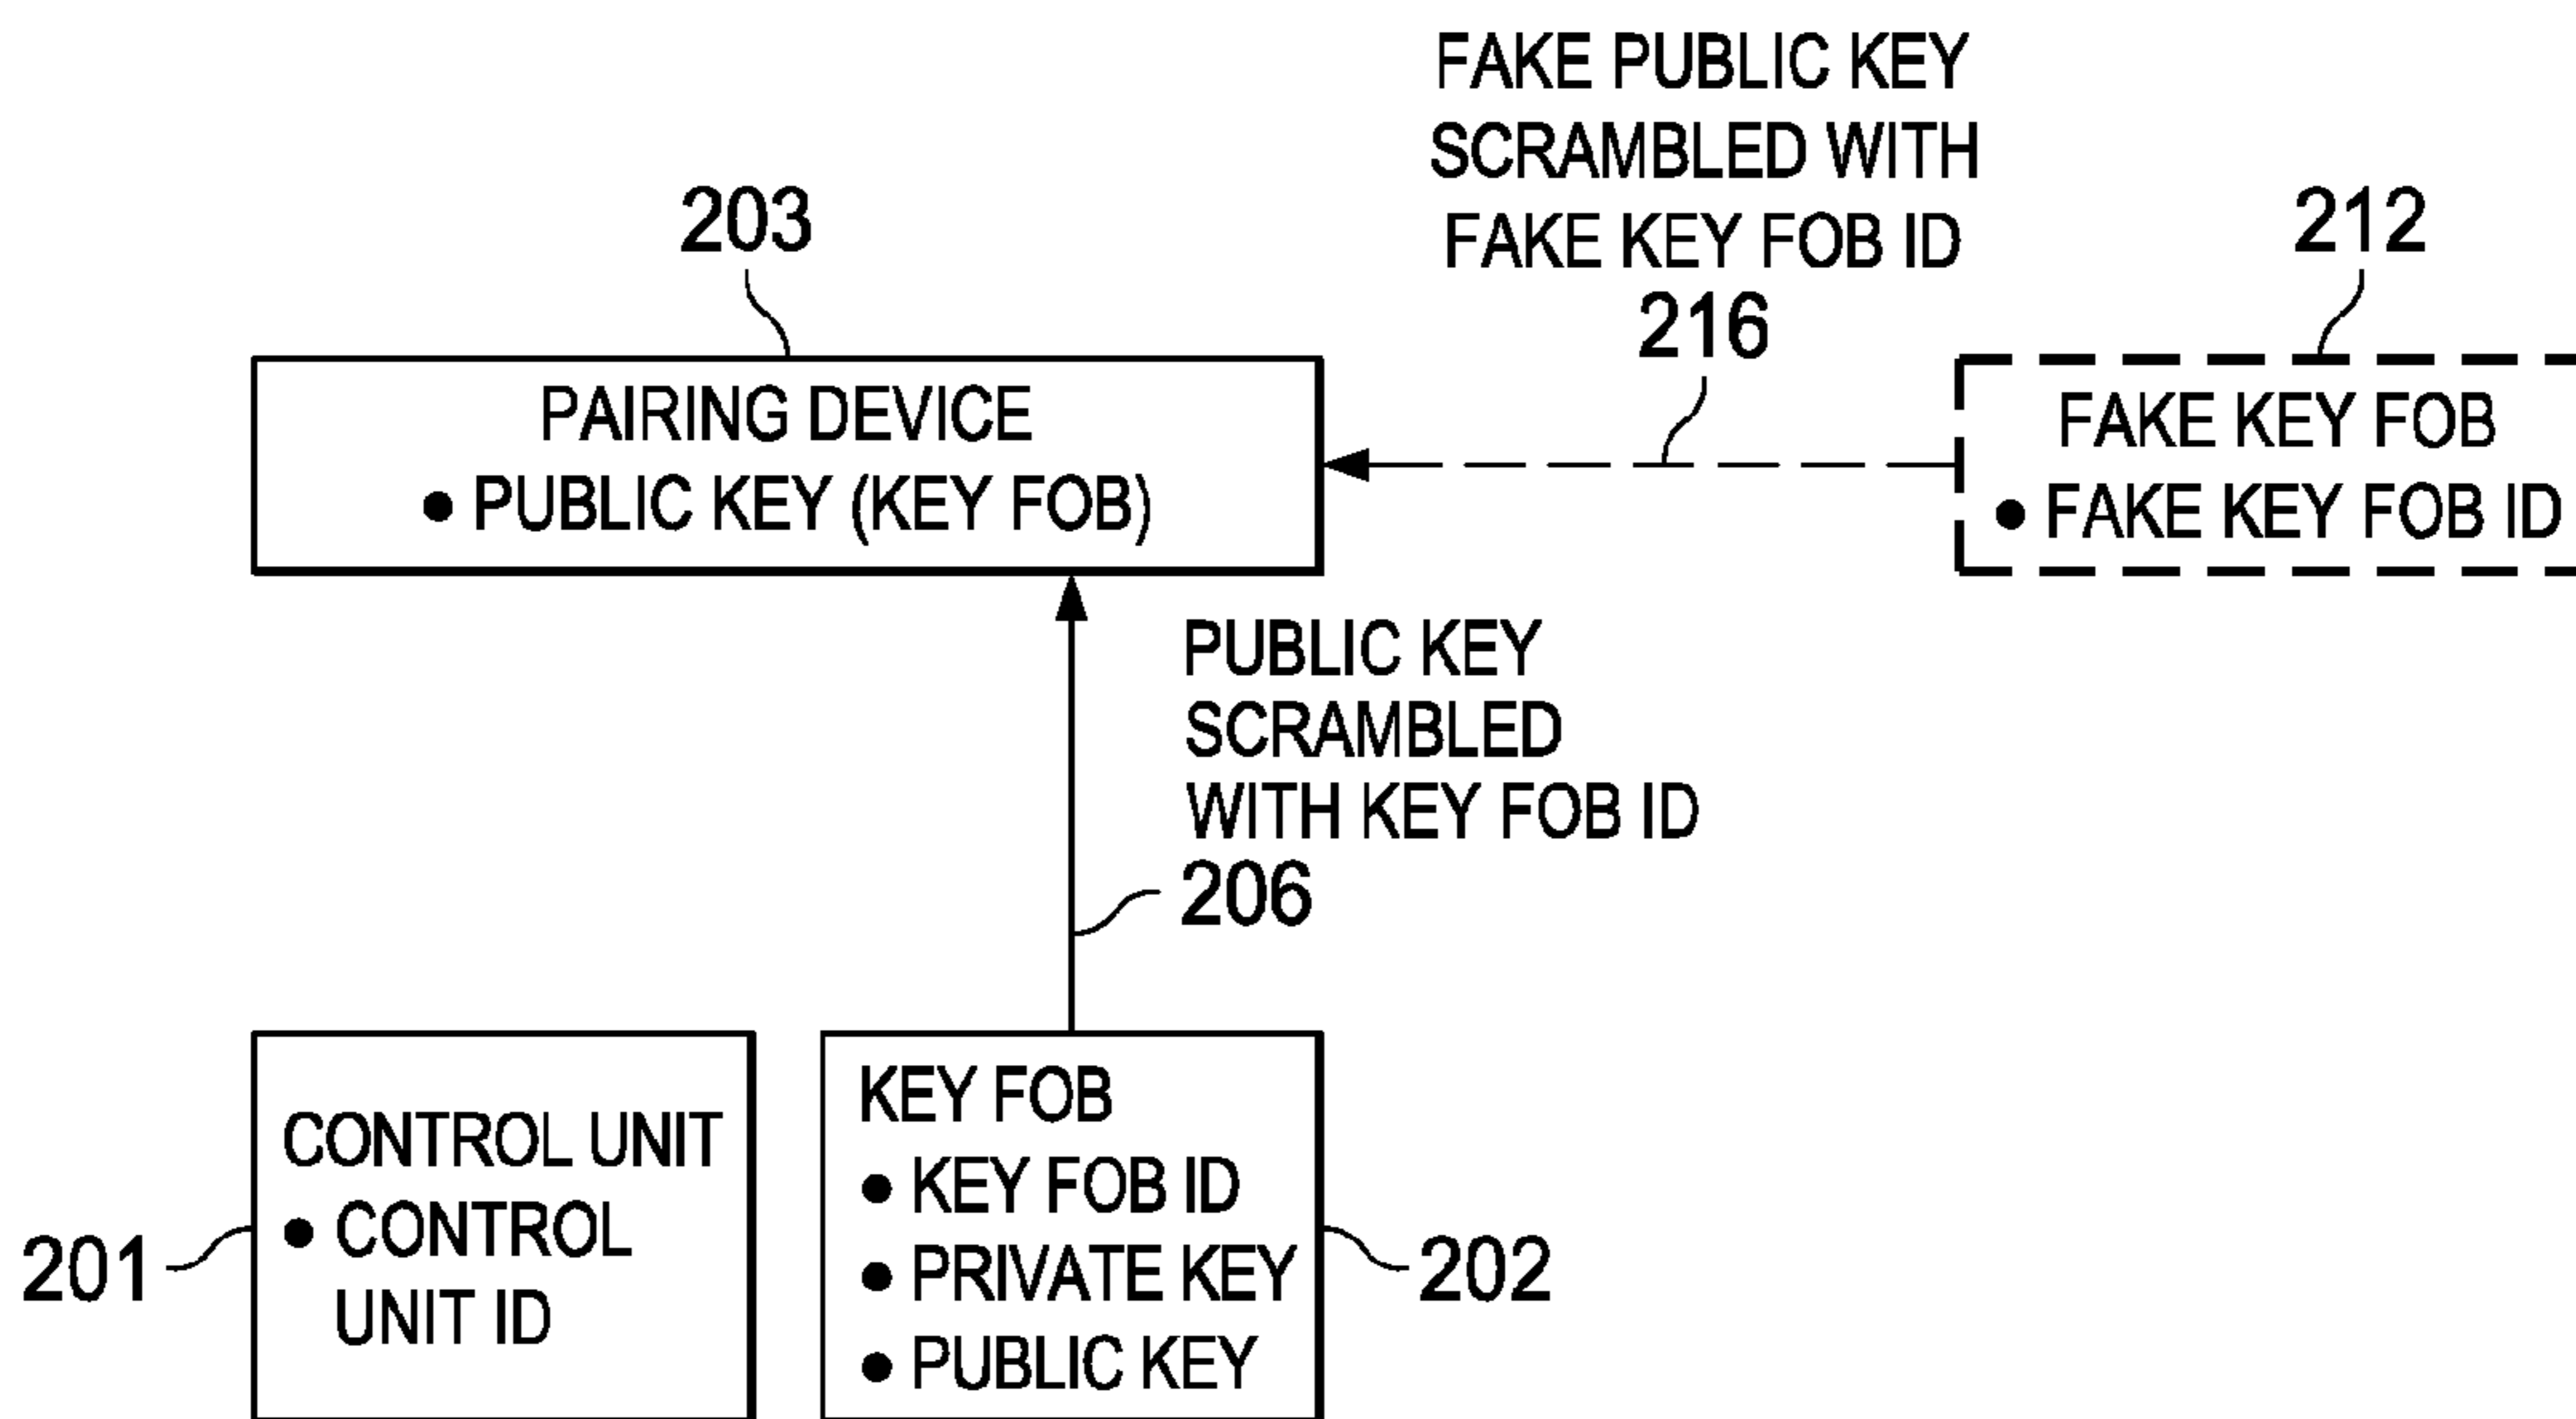 FAKE PUBLIC KEY
SCRAMBLED WITH
FAKE KEY FOB ID
216
203
212
PAIRING DEVICE
● PUBLIC KEY (KEY FOB)
FAKE KEY FOB
● FAKE KEY FOB ID
PUBLIC KEY
SCRAMBLED
WITH KEY FOB ID
206
CONTROL UNIT
● CONTROL
UNIT ID
201
KEY FOB
● KEY FOB ID
● PRIVATE KEY
● PUBLIC KEY
202